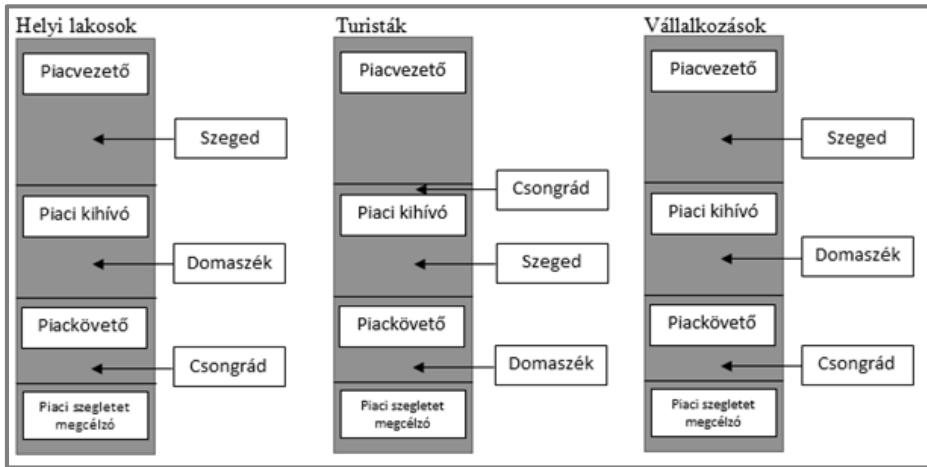 Helyi lakosok
Piacvezető
Szeged
Piaci kihívó
Domaszék
Piackövető
Csongrád
Piaci szegletet
megcélzó
Turisták
Piacvezető
Csongrád
Piaci kihívó
Szeged
Piackövető
Domaszék
Piaci szegletet
megcélzó
Vállalkozások
Piacvezető
Szeged
Piaci kihívó
Domaszék
Piackövető
Csongrád
Piaci szegletet
megcélzó